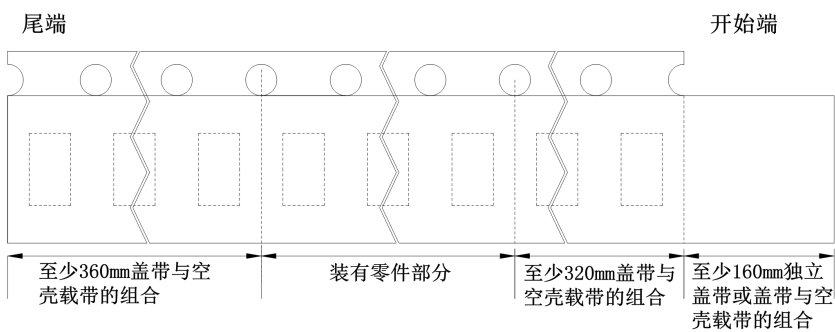 尾端
开始端
至少360mm盖带与空
壳载带的组合
装有零件部分
至少320mm盖带与
空壳载带的组合
至少160mm独立
盖带或盖带与空
壳载带的组合